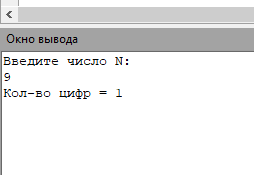 Окно вывода
Введите число N:
9
Кол-во цифр = 1